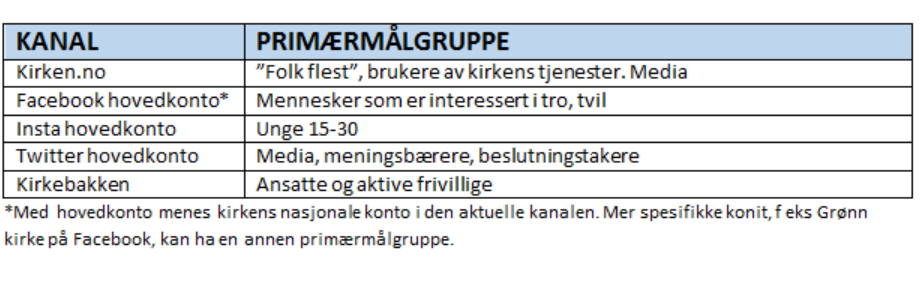 KANAL PRIMÆRMÅLGRUPPE
Kirken.no ”Folk flest”, brukere av kirkens tjenester. Media
Facebook hovedkonto* Mennesker som er interessert i tro, tvil
Insta hovedkonto Unge 15-30
Twitter hovedkonto Media, meningsbærere, beslutningstakere
Kirkebakken Ansatte og aktive frivillige
*Med hovedkonto menes kirkens nasjonale konto i den aktuelle kanalen. Mer spesifikke konit, f eks Grønn
kirke på Facebook, kan ha en annen primærmålgruppe.